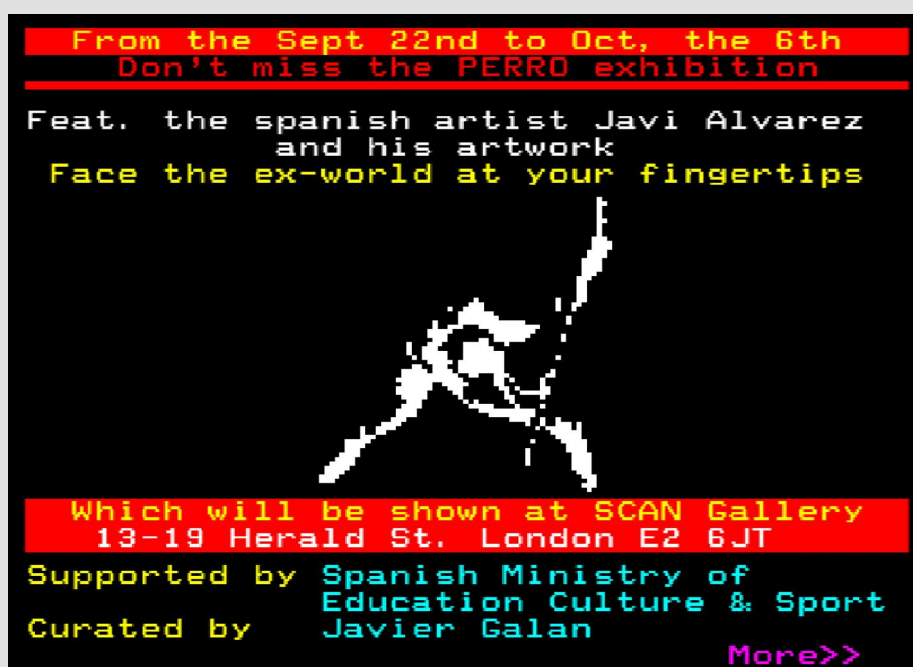 From the Sept 22nd to Oct, the 6th
Don't miss the PERRO exhibition
Feat. the spanish artist Javi Alvarez
and his artwork
Face the ex-world at your fingertips
Which will be shown at SCAN Gallery
13-19 Herald St. London E2 6JT
Supported by Spanish Ministry of
Education Culture & Sport
Curated by Javier Galan
More>>